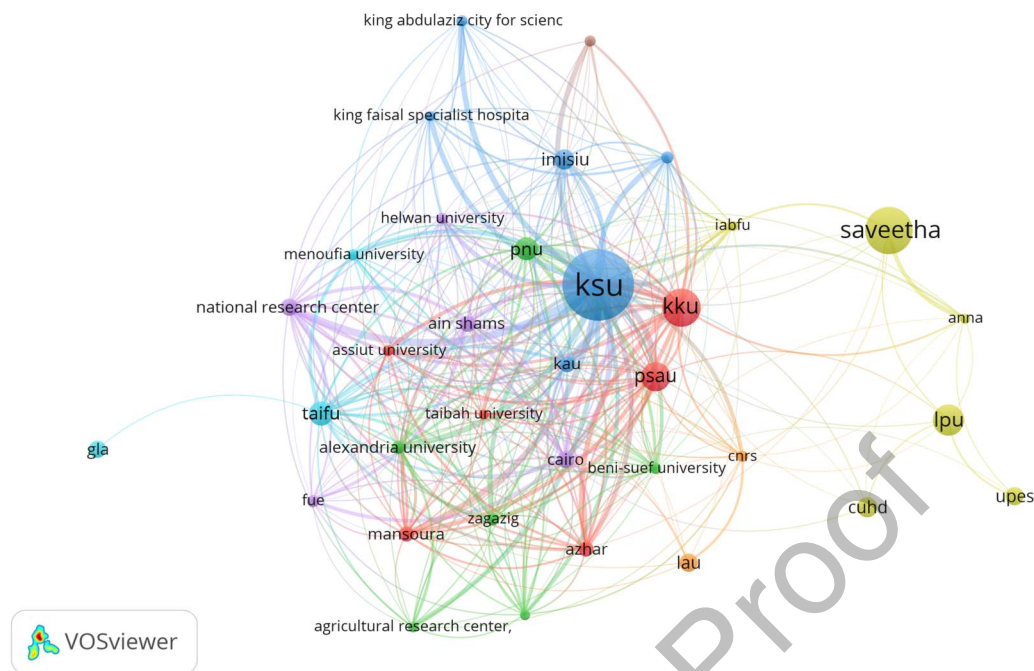 king abdulaziz city for scienc
king faisal specialist hospita
imisiu
helwan university
iabfu
saveetha
menoufia university
pnu
ksu
national research center
kku
ain shams
anna
assiut university
kau
psau
taifu
taibah university
lpu
gla
alexandria university
cairo
beni-suef university
cnrs
fue
upes
cuhd
zagazig
mansoura
azhar
lau
agricultural research center,
VOSviewer
Proof